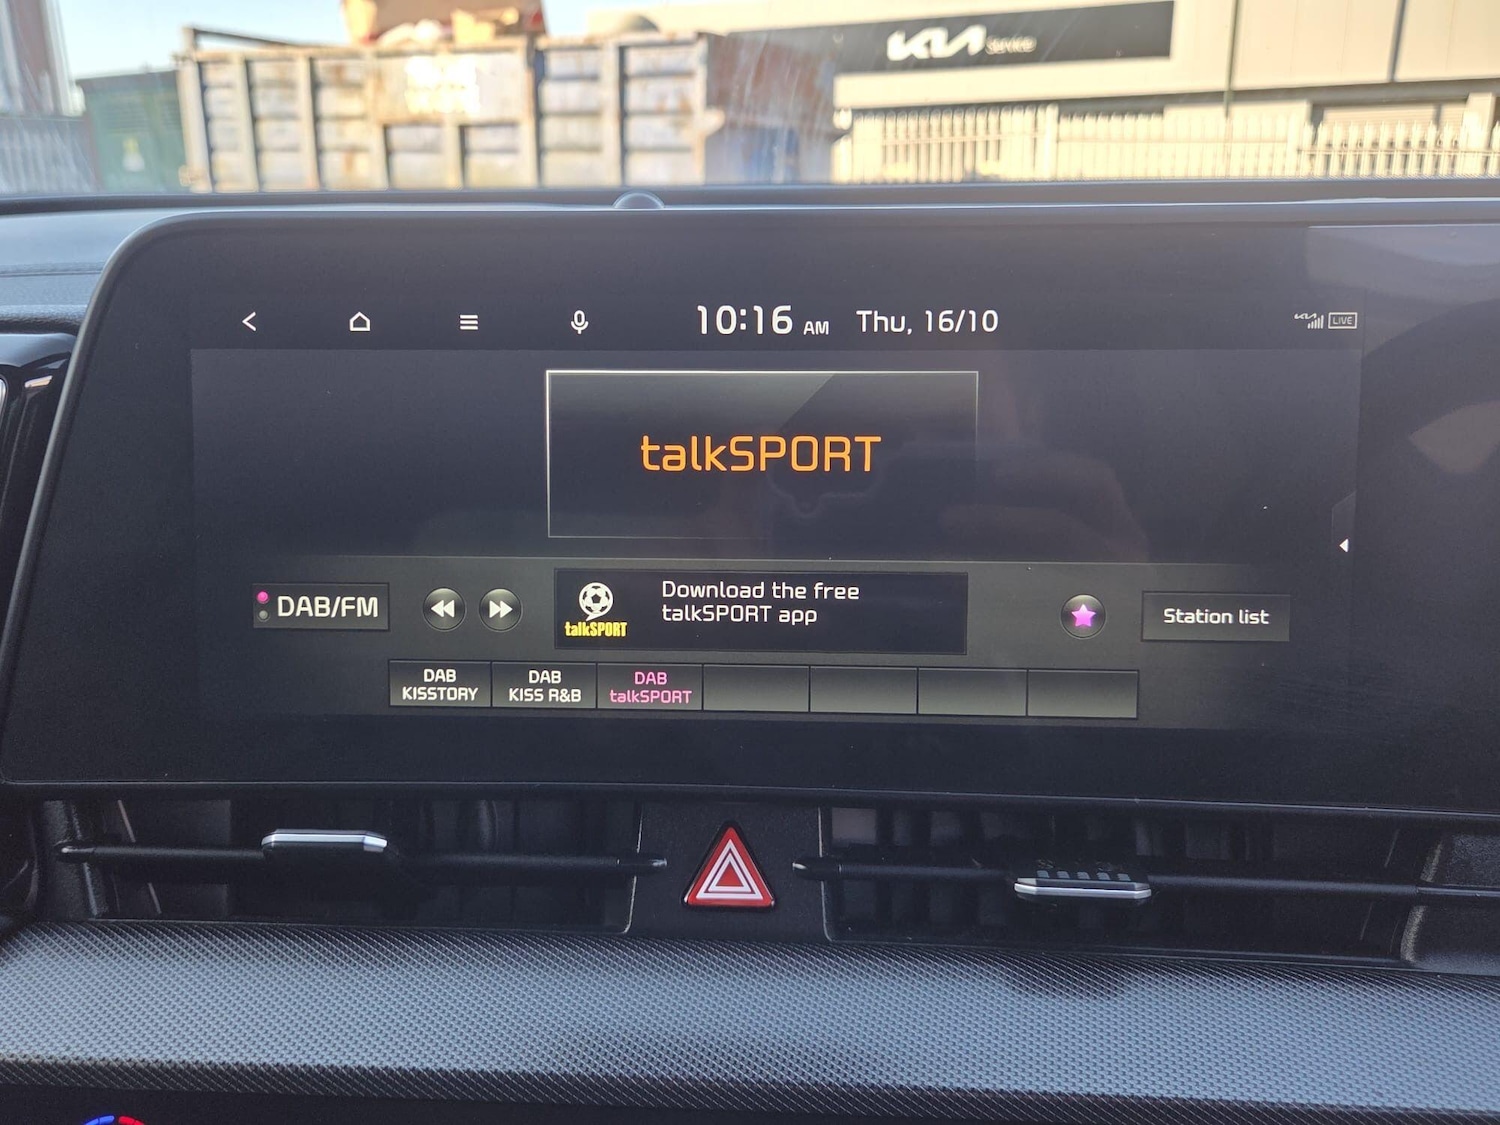 KIA Service
10:16 AM Thu, 16/10
KIA LIVE
talkSPORT
DAB/FM
talkSPORT
Download the free
talkSPORT app
Station list
DAB
KISSTORY
DAB
KISS R&B
DAB
talkSPORT